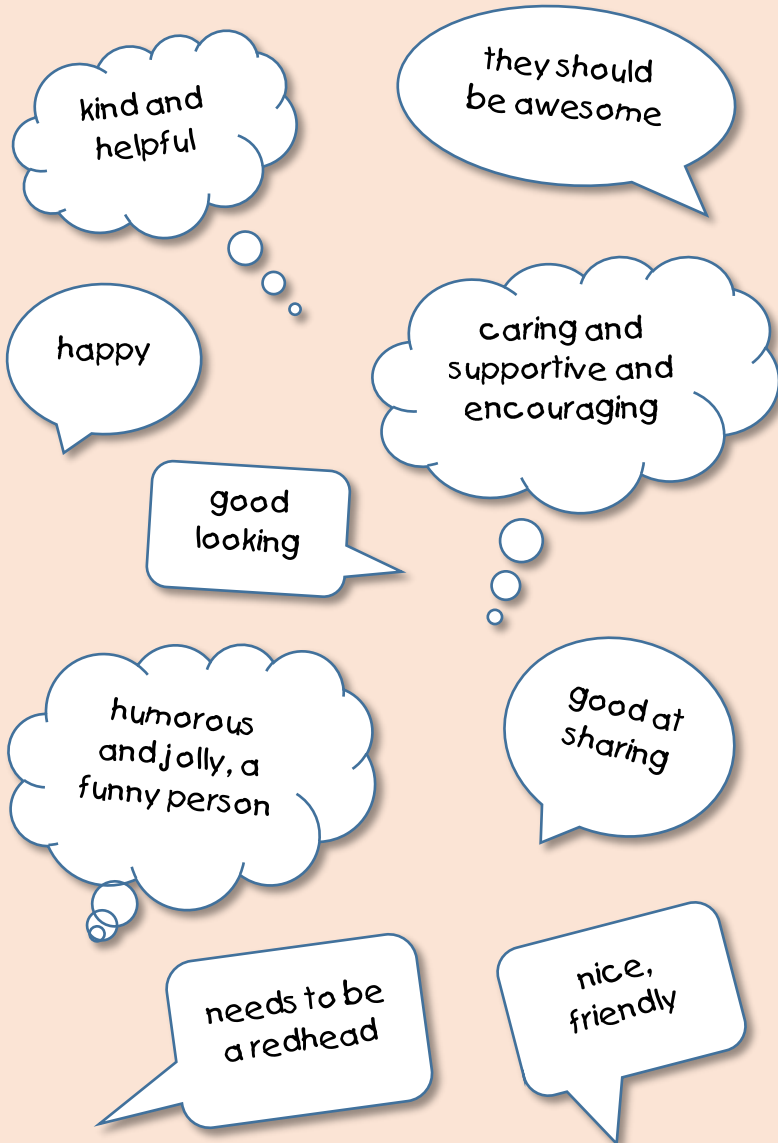 kind and
helpful
they should
be awesome
happy
caring and
supportive and
encouraging
good
looking
humorous
and jolly, a
funny person
good at
sharing
needs to be
a redhead
nice,
friendly